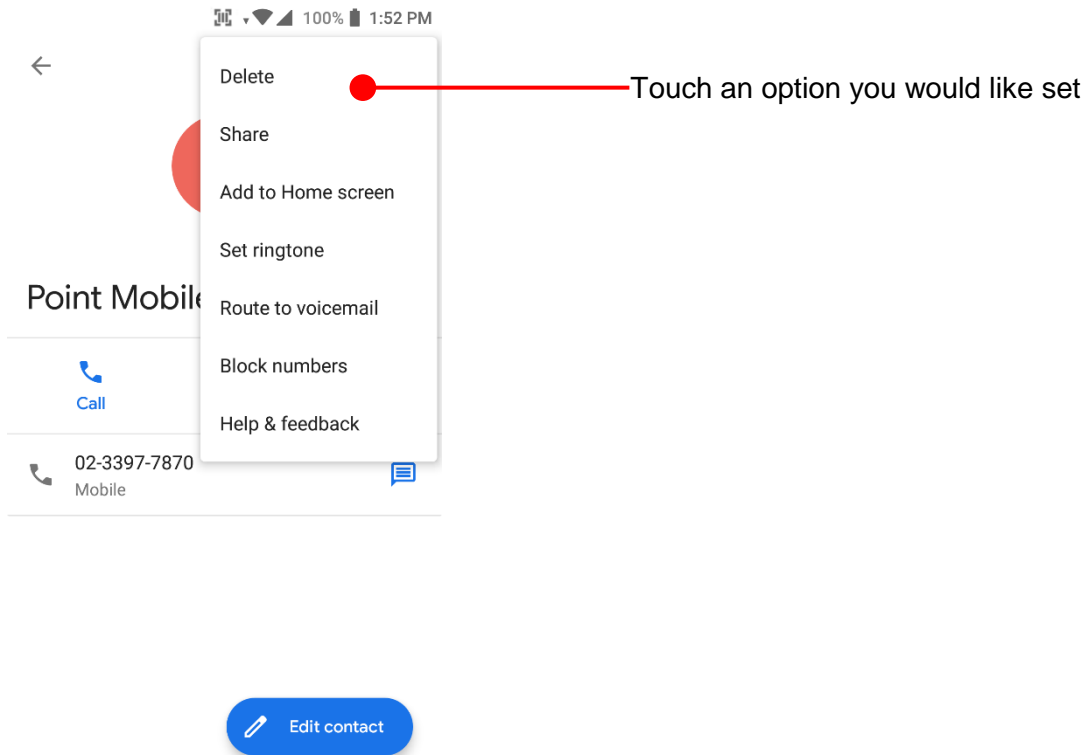 100% 1:52 PM
Delete
Touch an option you would like set
Share
Add to Home screen
Set ringtone
Point Mobile
Route to voicemail
Block numbers
Call
Help & feedback
02-3397-7870
Mobile
Edit contact